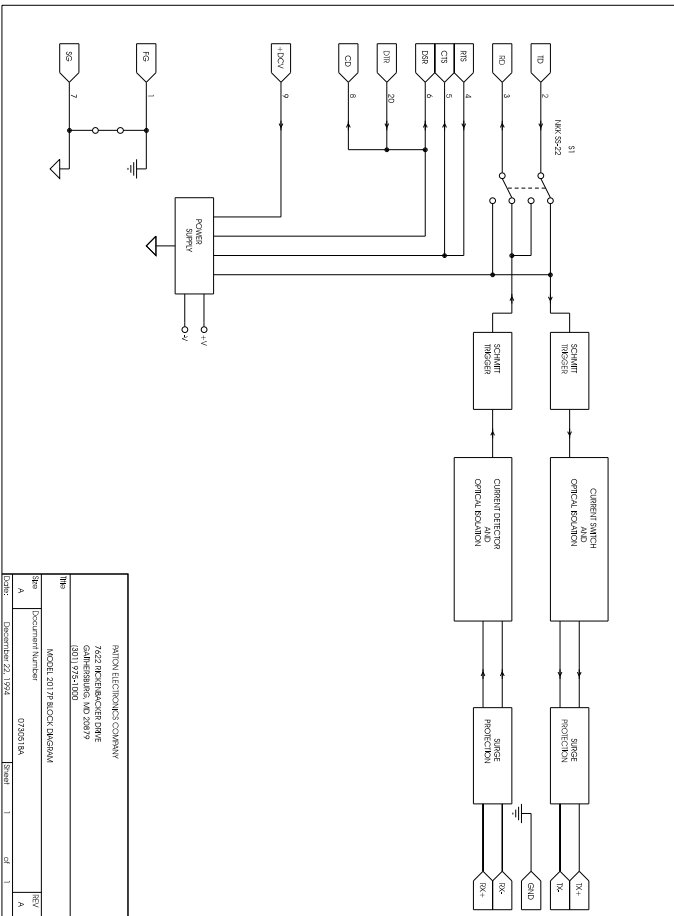 TD
2
RD
3
S1
NKK SS-22
RTS
4
CTS
5
DSR
6
DTR
20
CD
8
+DCV
9
FG
1
SG
7
POWER
SUPPLY
+V
-V
SCHMITT
TRIGGER
SCHMITT
TRIGGER
CURRENT SWITCH
AND
OPTICAL ISOLATION
CURRENT DETECTOR
AND
OPTICAL ISOLATION
SURGE
PROTECTION
SURGE
PROTECTION
TX+
TX-
GND
RX-
RX+
PATTON ELECTRONICS COMPANY
7622 RICKENBACKER DRIVE
GAITHERSBURG, MD 20879
(301) 975-1000
Title
MODEL 2017P BLOCK DIAGRAM
Size Document Number REV
A 073051BA A
Date: December 22, 1994 Sheet 1 of 1